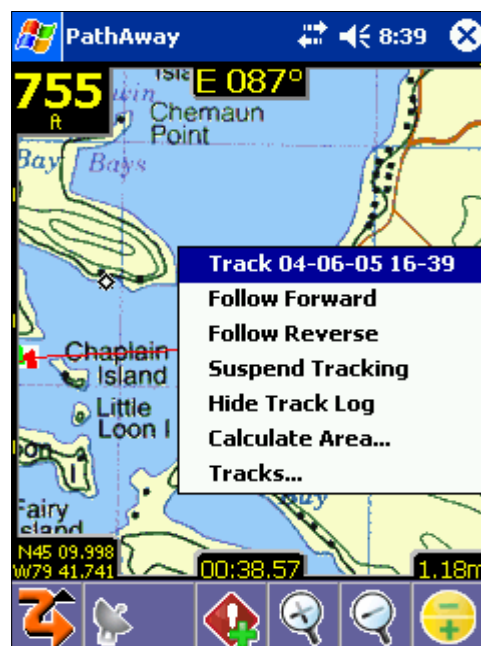 PathAway
8:39
755
ft
E 087°
Chemaun
Point
Bay
Bays
Track 04-06-05 16-39
Follow Forward
Follow Reverse
Suspend Tracking
Hide Track Log
Calculate Area...
Tracks...
Chaplain
Island
Little
Loon I
Fairy
Island
Bay
N45 09.998
W79 41.741
00:38.57
1.18m